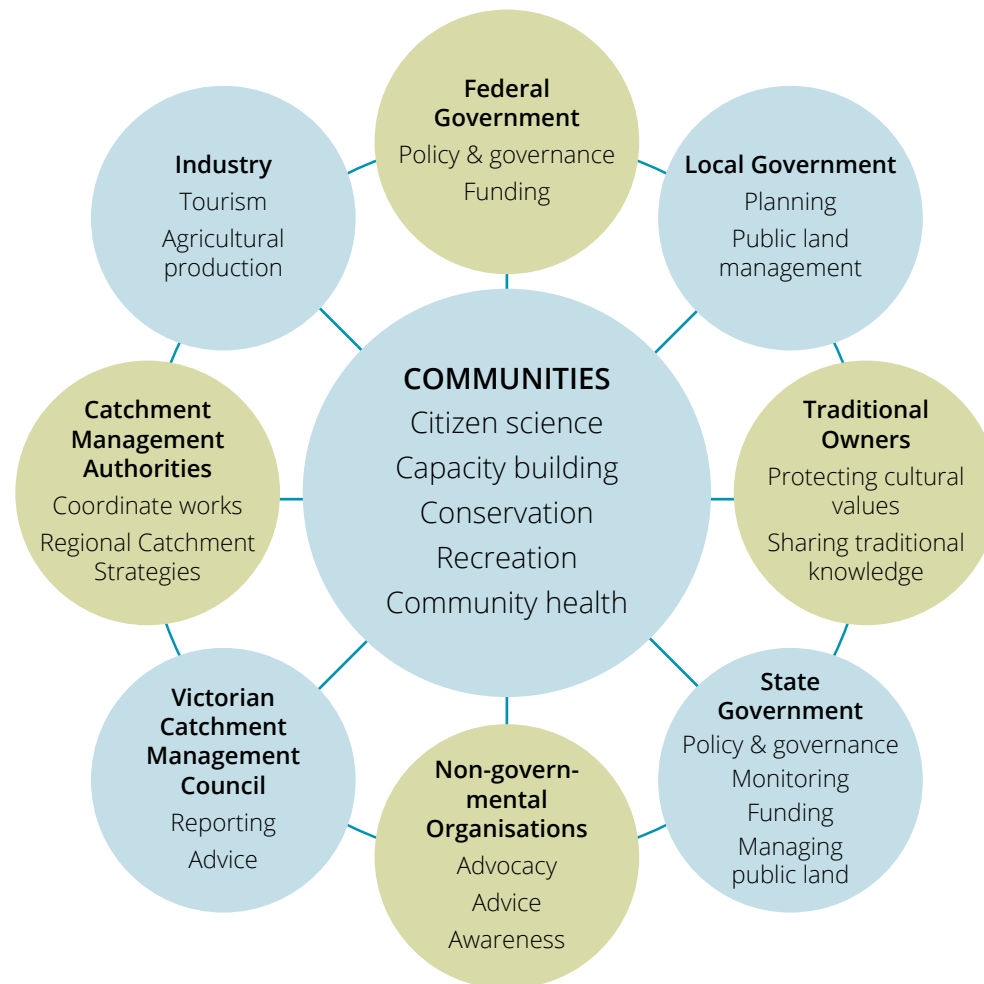 Federal
Government
Policy & governance
Funding
Industry
Tourism
Agricultural
production
Local Government
Planning
Public land
management
COMMUNITIES
Citizen science
Capacity building
Conservation
Recreation
Community health
Catchment
Management
Authorities
Coordinate works
Regional Catchment
Strategies
Traditional
Owners
Protecting cultural
values
Sharing traditional
knowledge
Victorian
Catchment
Management
Council
Reporting
Advice
Non-govern-
mental
Organisations
Advocacy
Advice
Awareness
State
Government
Policy & governance
Monitoring
Funding
Managing
public land